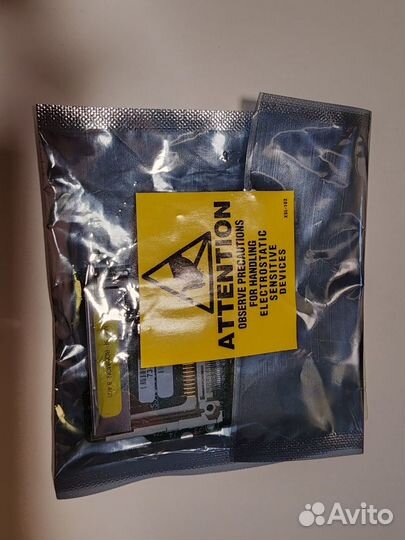 ATTENTION
OBSERVE PRECAUTIONS
FOR HANDLING
ELECTROSTATIC
SENSITIVE
DEVICES
Avito